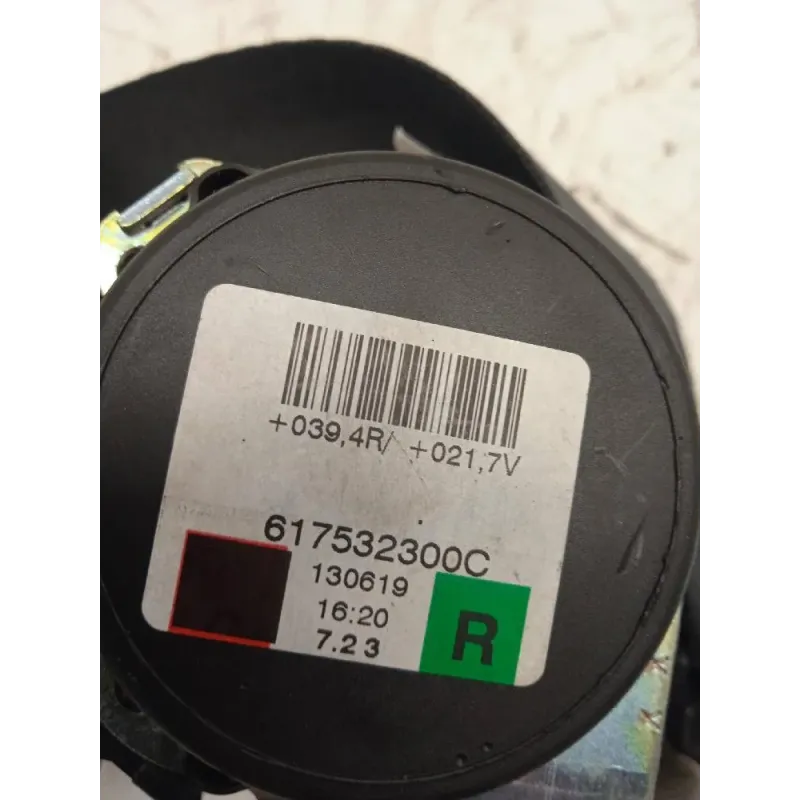 +039,4R/ +021,7V
617532300C
130619
16:20
7.2 3
R